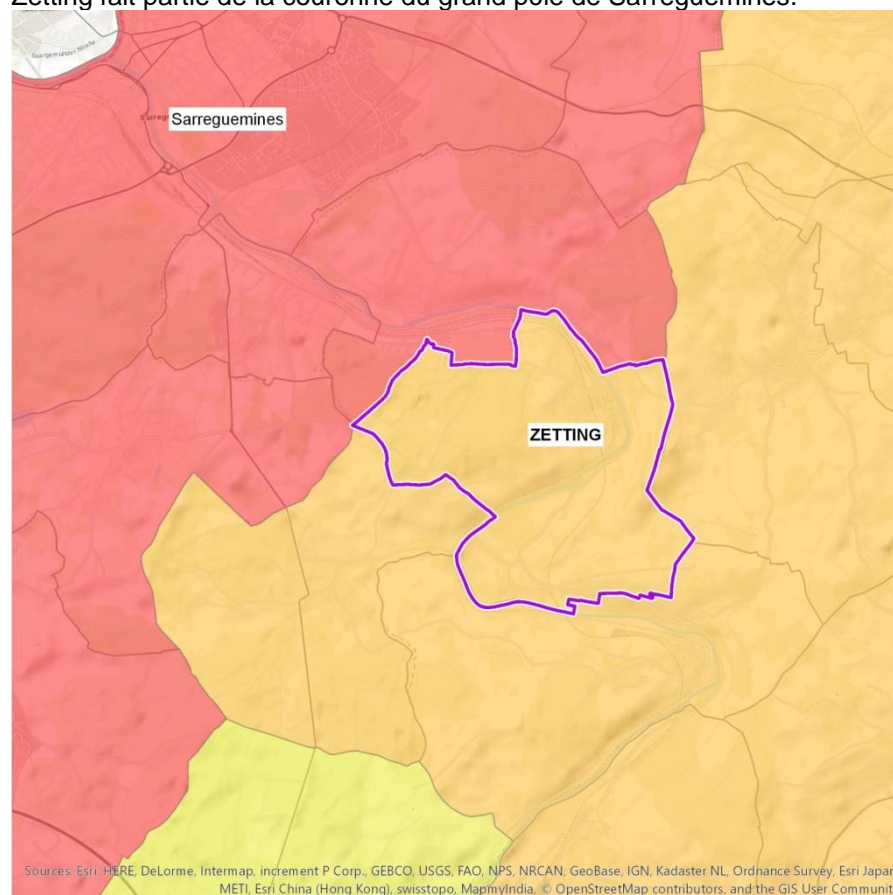 Zetting fait partie de la couronne du grand pôle de Sarreguemines.
Saargemünder Straße
Sarreguemines
ZETTING
Sources: Esri, HERE, DeLorme, Intermap, increment P Corp., GEBCO, USGS, FAO, NPS, NRCAN, GeoBase, IGN, Kadaster NL, Ordnance Survey, Esri Japan
METI, Esri China (Hong Kong), swisstopo, MapmyIndia, © OpenStreetMap contributors, and the GIS User Communit